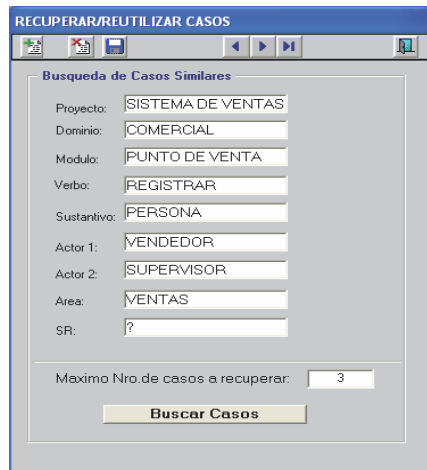 RECUPERAR/REUTILIZAR CASOS
Busqueda de Casos Similares
Proyecto: SISTEMA DE VENTAS
Dominio: COMERCIAL
Modulo: PUNTO DE VENTA
Verbo: REGISTRAR
Sustantivo: PERSONA
Actor 1: VENDEDOR
Actor 2: SUPERVISOR
Area: VENTAS
SR: ?
Maximo Nro.de casos a recuperar: 3
Buscar Casos